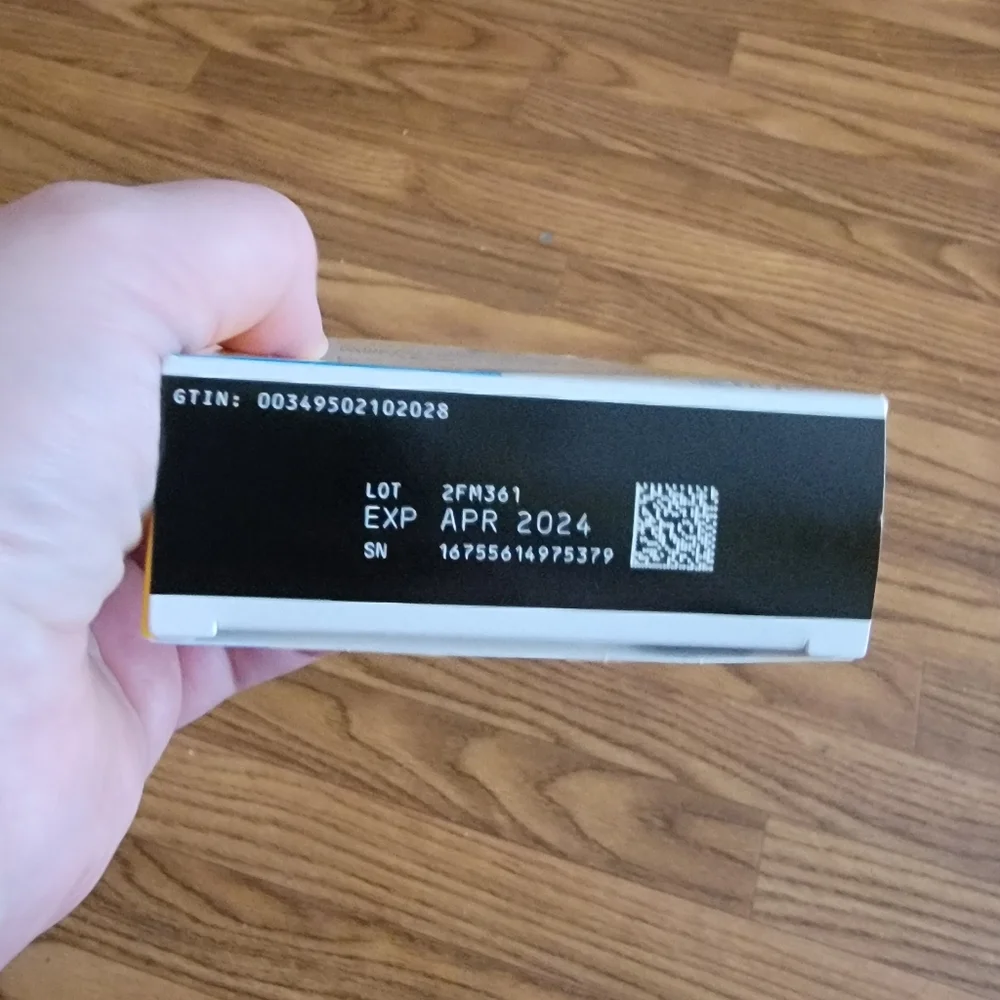 GTIN: 00349502102028
LOT 2FM361
EXP APR 2024
SN 16755614975379